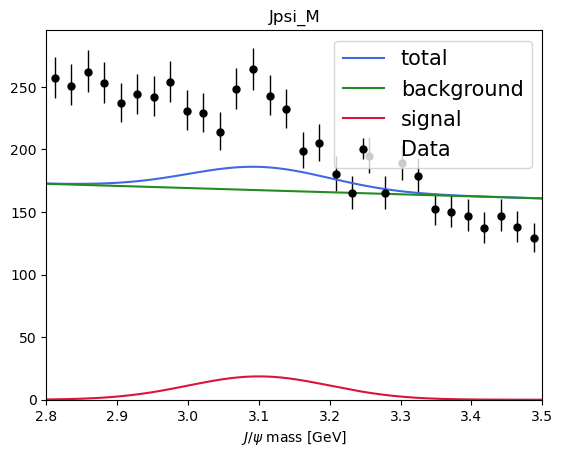 Jpsi_M
total
background
signal
Data
250
200
150
100
50
0
2.8 2.9 3.0 3.1 3.2 3.3 3.4 3.5
J/ψ mass [GeV]